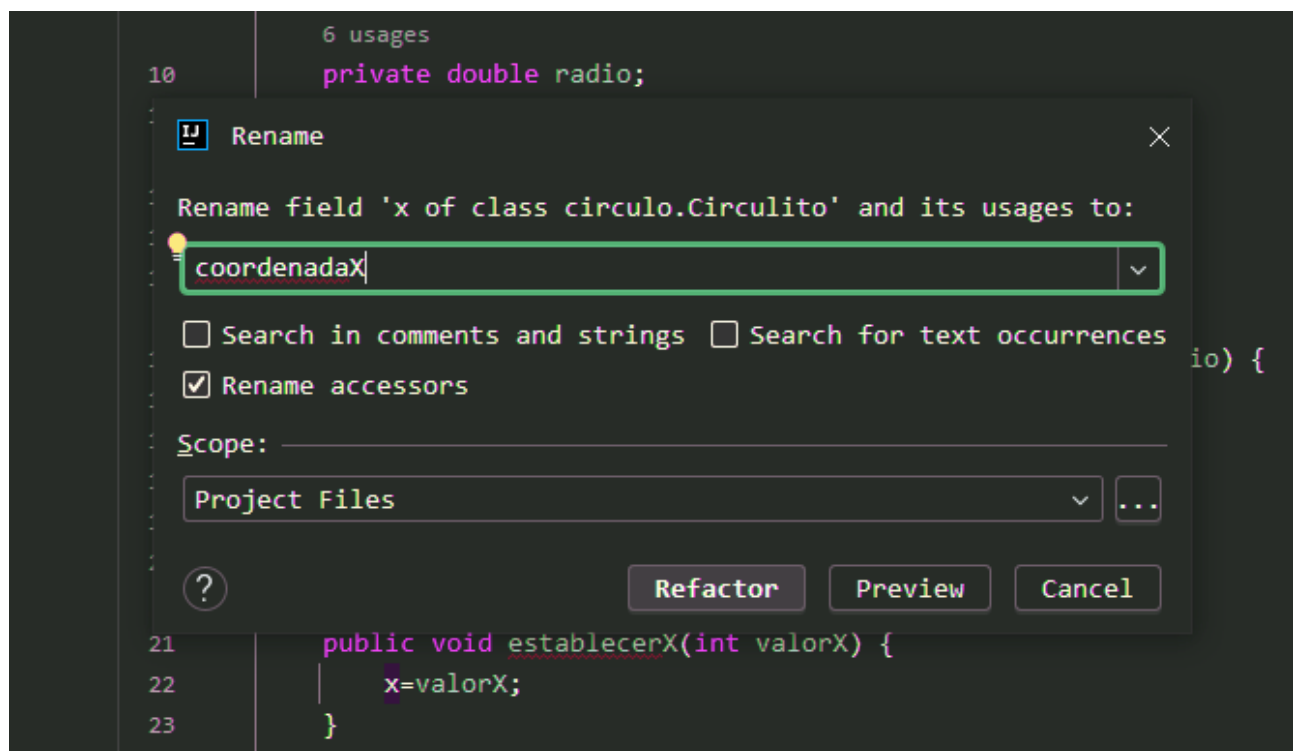 6 usages
10 private double radio;
IJ Rename
Rename field 'x of class circulo.Circulito' and its usages to:
coordenadaX
Search in comments and strings Search for text occurrences
io) {
Rename accessors
Scope:
Project Files ...
? Refactor Preview Cancel
21 public void establecerX(int valorX) {
22 x=valorX;
23 }